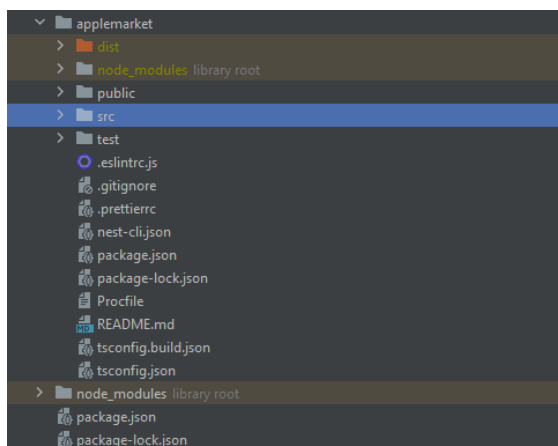 applemarket
dist
node_modules library root
public
src
test
.eslintrc.js
.gitignore
.prettierrc
nest-cli.json
package.json
package-lock.json
Procfile
MD README.md
tsconfig.build.json
tsconfig.json
node_modules library root
package.json
package-lock.json